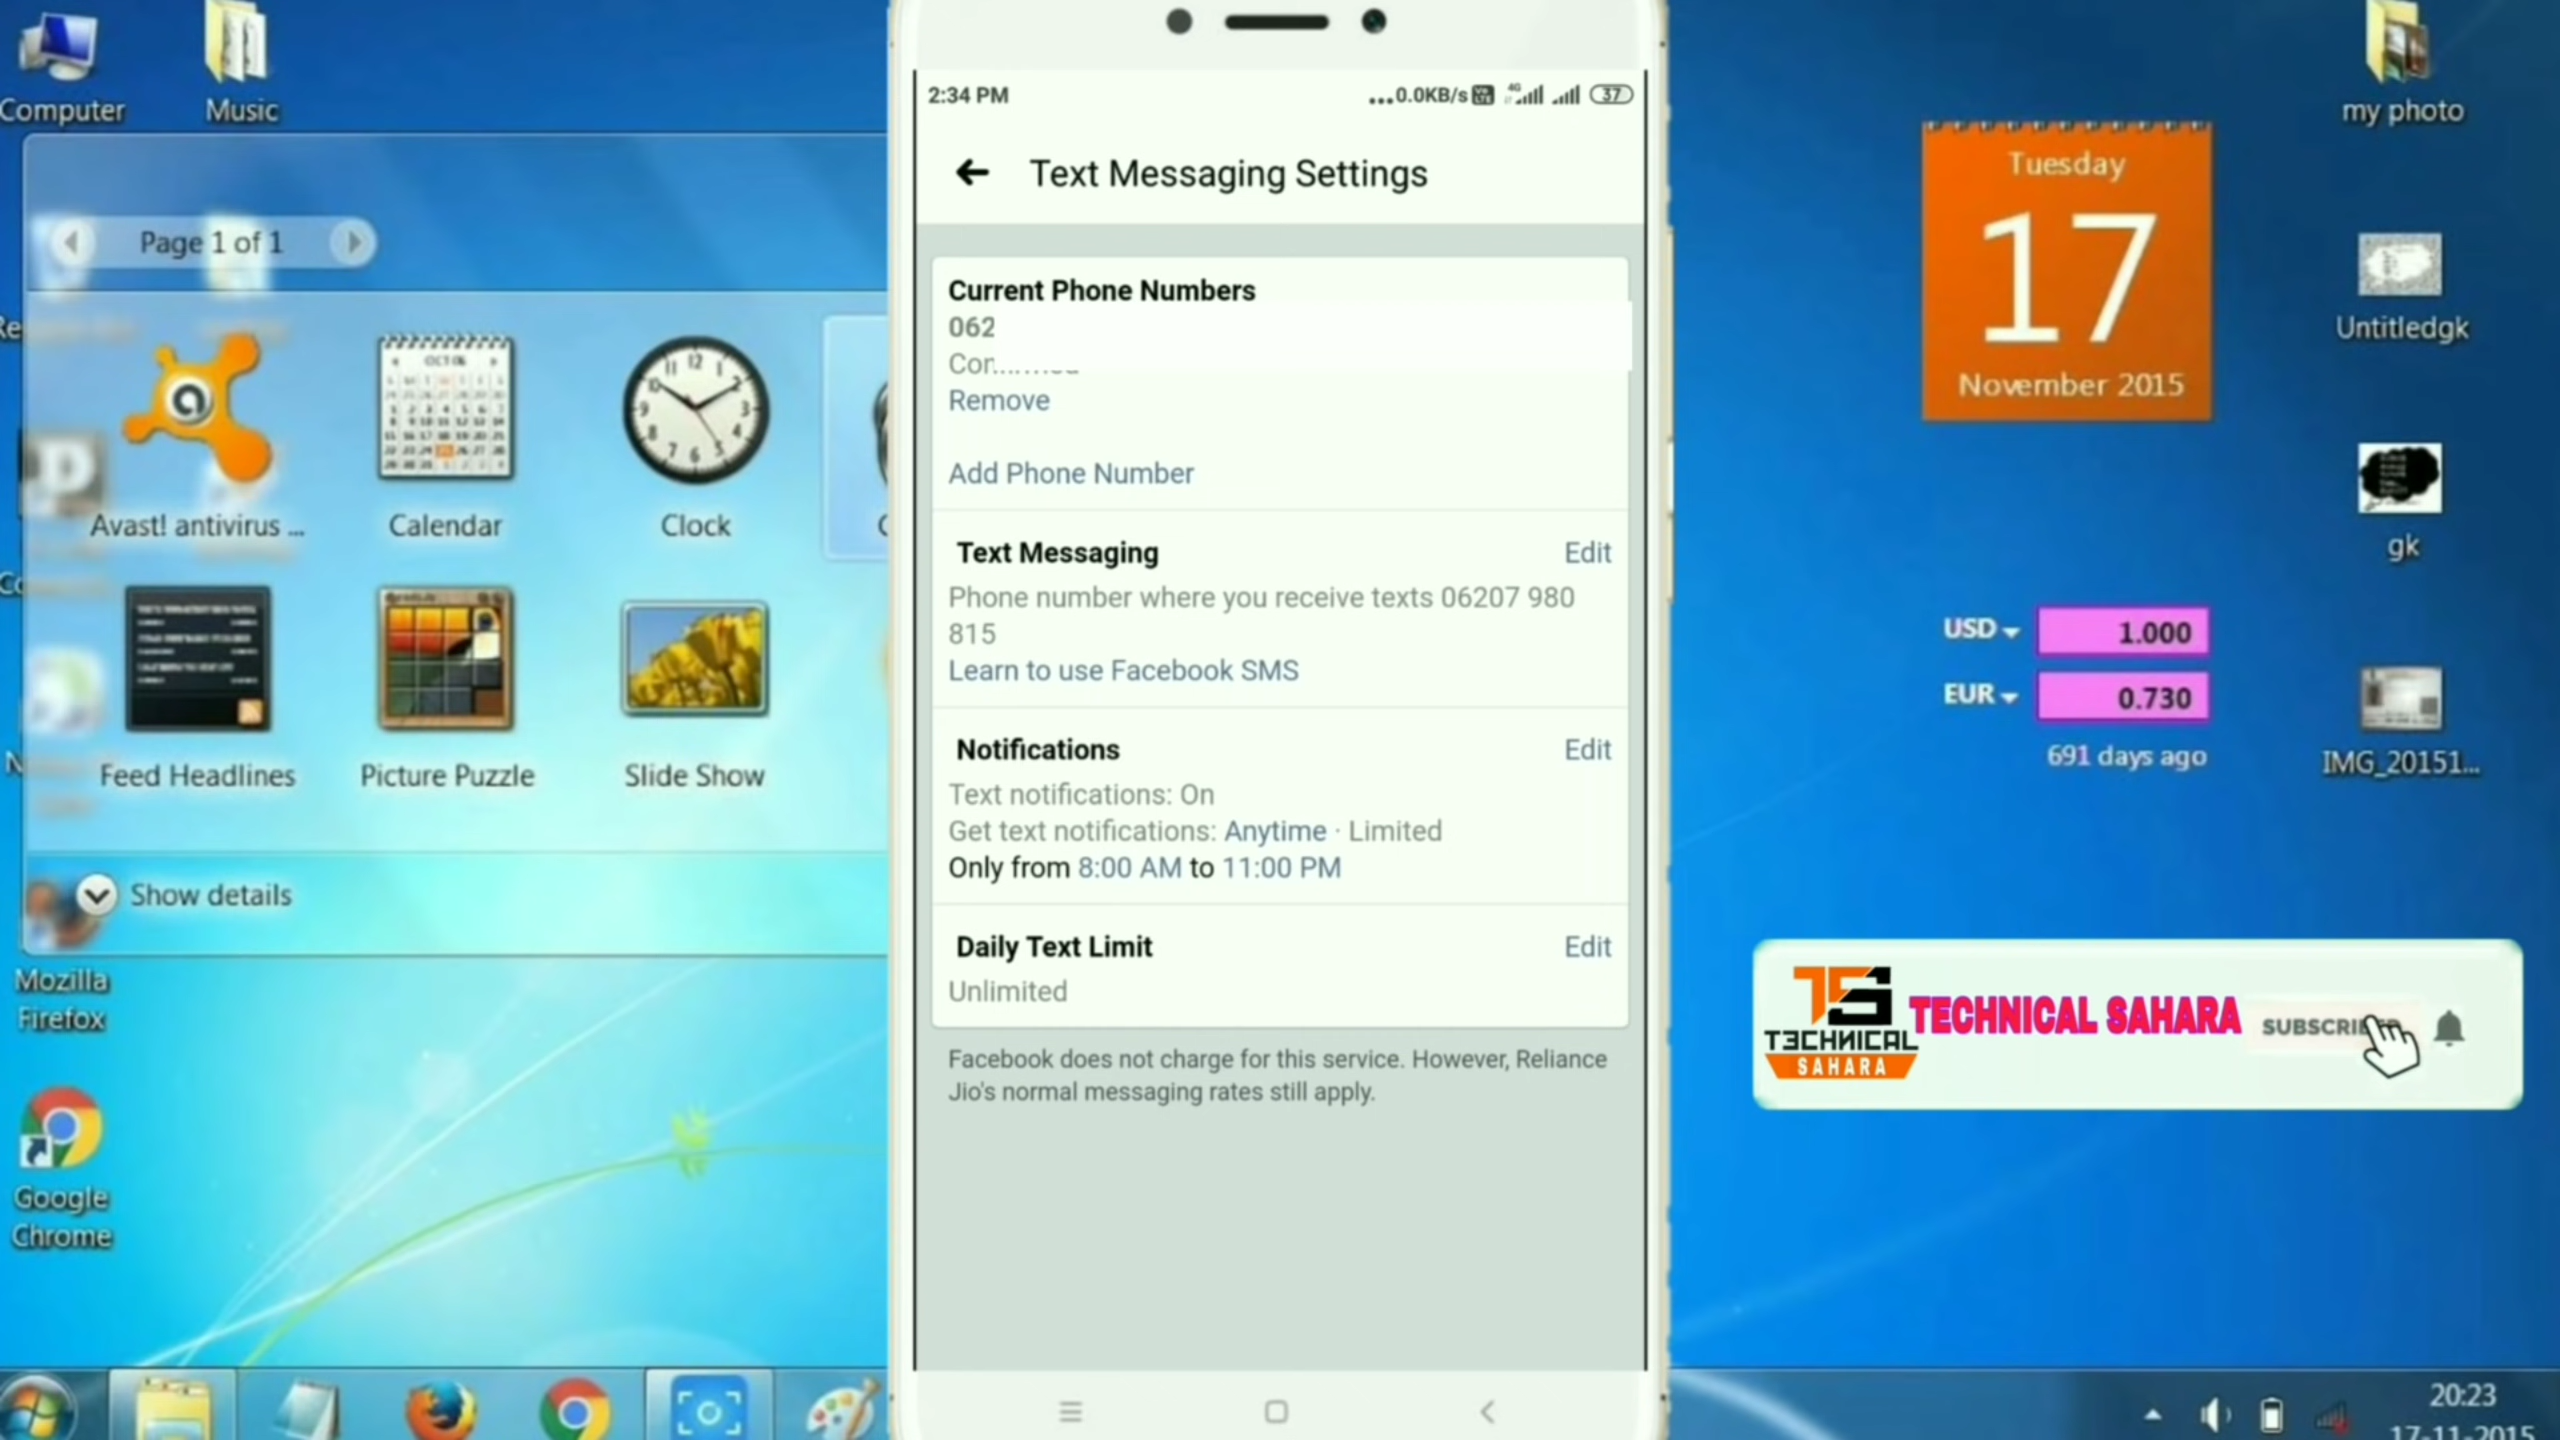 Computer
Music
my photo
Page 1 of 1
Avast! antivirus ...
Calendar
Clock
Feed Headlines
Picture Puzzle
Slide Show
Show details
Mozilla
Firefox
Google
Chrome
2:34 PM
...0.0KB/s
4G
37
Text Messaging Settings
Current Phone Numbers
062
Remove
Add Phone Number
Text Messaging
Edit
Phone number where you receive texts 06207 980
815
Learn to use Facebook SMS
Notifications
Edit
Text notifications: On
Get text notifications: Anytime · Limited
Only from 8:00 AM to 11:00 PM
Daily Text Limit
Edit
Unlimited
Facebook does not charge for this service. However, Reliance
Jio's normal messaging rates still apply.
Tuesday
17
November 2015
Untitledgk
gk
USD
1.000
EUR
0.730
691 days ago
IMG_20151...
TS
TECHNICAL
SAHARA
TECHNICAL SAHARA
20:23
17-11-2015